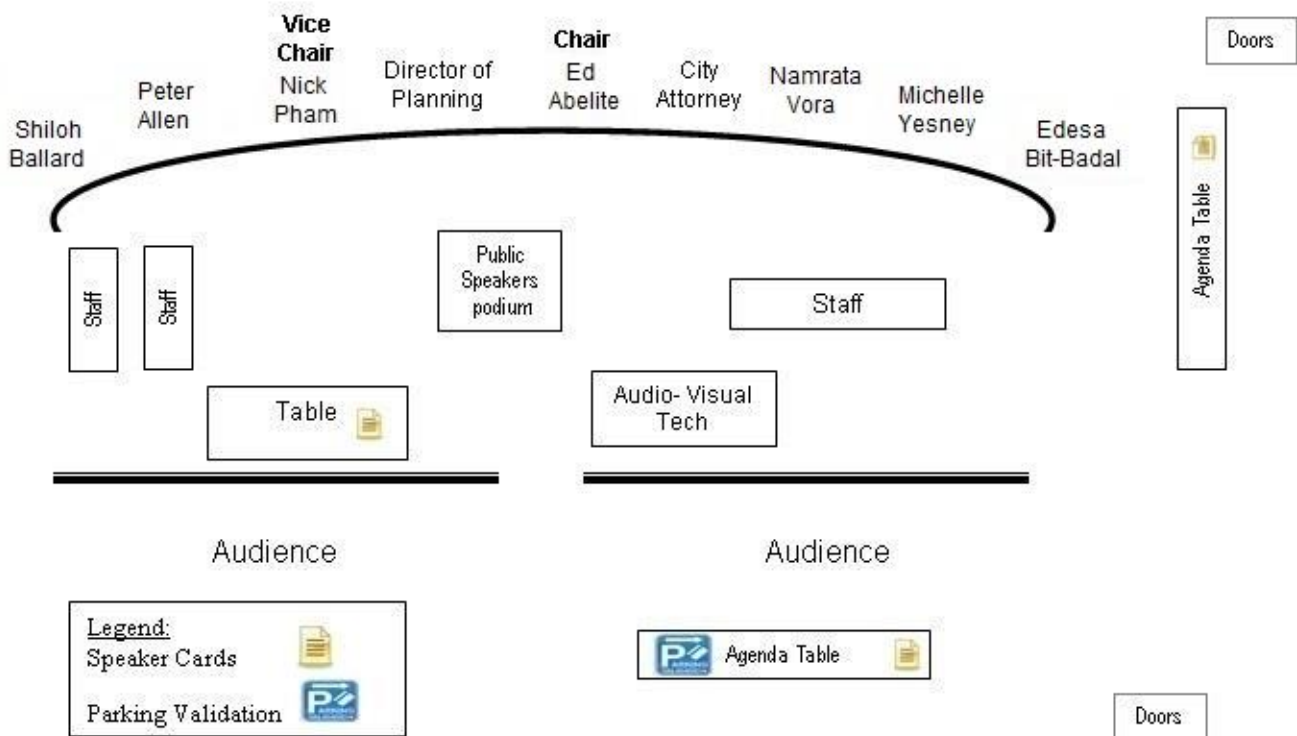 Vice
Chair
Nick
Pham
Chair
Ed
Abelite
Director of
Planning
City
Attorney
Namrata
Vora
Peter
Allen
Michelle
Yesney
Shiloh
Ballard
Edesa
Bit-Badal
Doors
Agenda Table
Staff
Staff
Public
Speakers
podium
Staff
Table
Audio- Visual
Tech
Audience
Audience
Legend:
Speaker Cards
Parking Validation
P
Agenda Table
P
Doors